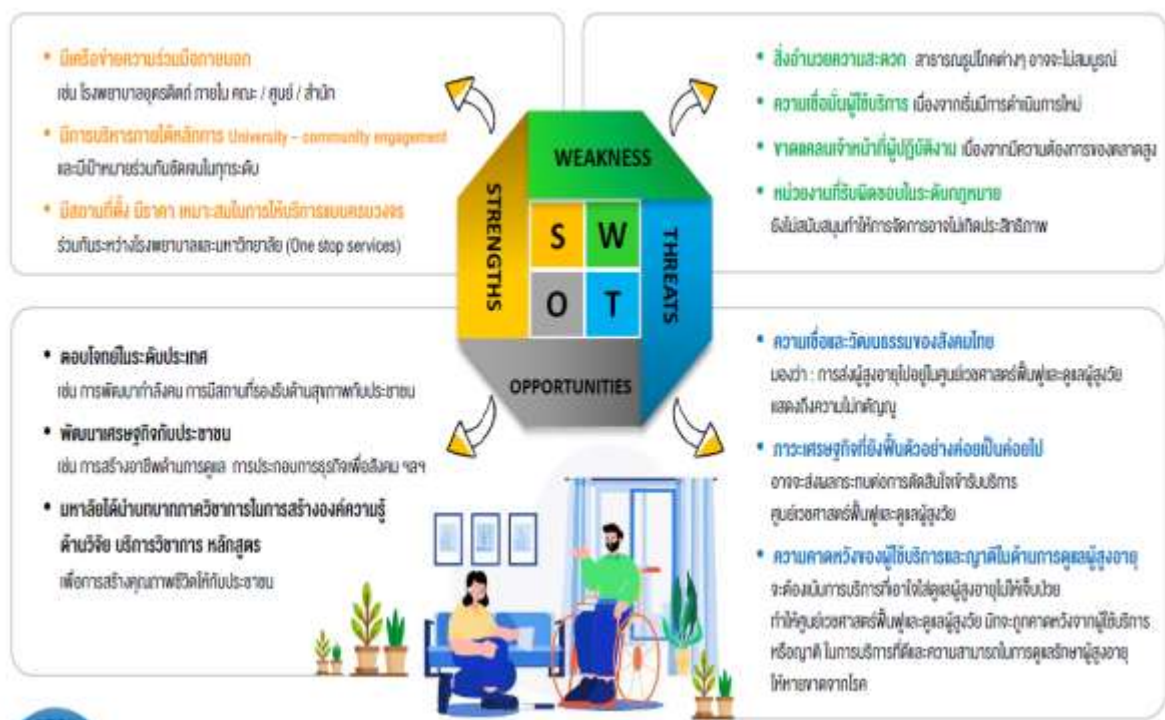 • มีเครือข่ายความร่วมมือภายนอก
เช่น โรงพยาบาลอุตรดิตถ์ ภายใน คณะ / ศูนย์ / สำนัก
• มีการบริหารภายใต้หลักการ University – community engagement
และมีเป้าหมายร่วมกันชัดเจนในทุกระดับ
• มีสถานที่ตั้ง มีราคา เหมาะสมในการให้บริการแบบครบวงจร
ร่วมกันระหว่างโรงพยาบาลและมหาวิทยาลัย (One stop services)
• สิ่งอำนวยความสะดวก สาธารณูปโภคต่างๆ อาจจะไม่สมบูรณ์
• ความเชื่อมั่นผู้ใช้บริการ เนื่องจากเริ่มมีการดำเนินการใหม่
• ขาดแคลนเจ้าหน้าที่ผู้ปฏิบัติงาน เนื่องจากมีความต้องการของตลาดสูง
• หน่วยงานที่รับผิดชอบในระดับกฎหมาย
ยังไม่สนับสนุนทำให้การจัดการอาจไม่เกิดประสิทธิภาพ
WEAKNESS
STRENGTHS
S W
O T
THREATS
OPPORTUNITIES
• ตอบโจทย์ในระดับประเทศ
เช่น การพัฒนากำลังคน การมีสถานที่รองรับด้านสุขภาพกับประชาชน
• พัฒนาเศรษฐกิจกับประชาชน
เช่น การสร้างอาชีพด้านการดูแล การประกอบการธุรกิจเพื่อสังคม ฯลฯ
• มหาลัยได้นำบทบาทภาควิชาการในการสร้างองค์ความรู้
ด้านวิจัย บริการวิชาการ หลักสูตร
เพื่อการสร้างคุณภาพชีวิตให้กับประชาชน
• ความเชื่อและวัฒนธรรมของสังคมไทย
มองว่า : การส่งผู้สูงอายุไปอยู่ในศูนย์เวชศาสตร์ฟื้นฟูและดูแลผู้สูงวัย
แสดงถึงความไม่กตัญญู
• ภาวะเศรษฐกิจที่ยังฟื้นตัวอย่างค่อยเป็นค่อยไป
อาจจะส่งผลกระทบต่อการตัดสินใจเข้ารับบริการ
ศูนย์เวชศาสตร์ฟื้นฟูและดูแลผู้สูงวัย
• ความคาดหวังของผู้ใช้บริการและญาติในด้านการดูแลผู้สูงอายุ
จะต้องเน้นการบริการที่เอาใจใส่ดูแลผู้สูงอายุไม่ให้เจ็บป่วย
ทำให้ศูนย์เวชศาสตร์ฟื้นฟูและดูแลผู้สูงวัย มักจะถูกคาดหวังจากผู้ใช้บริการ
หรือญาติ ในการบริการที่ดีและความสามารถในการดูแลรักษาผู้สูงอายุ
ให้หายขาดจากโรค